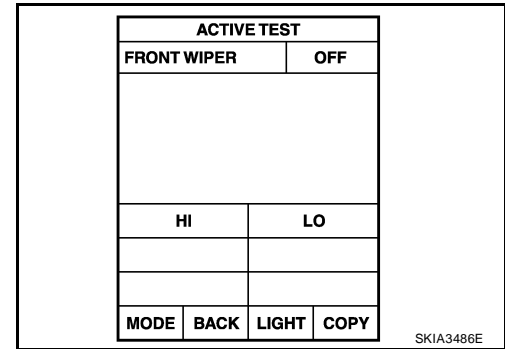 ACTIVE TEST
FRONT WIPER OFF
HI LO
MODE BACK LIGHT COPY
SKIA3486E